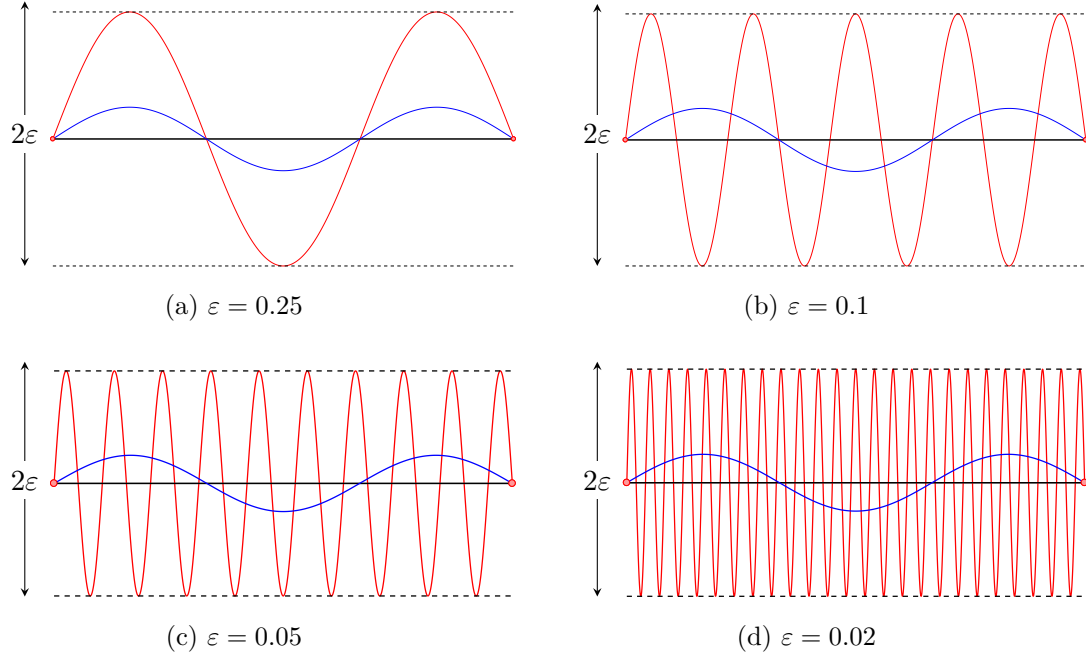 2ε
2ε
(a) ε = 0.25
(b) ε = 0.1
2ε
2ε
(c) ε = 0.05
(d) ε = 0.02